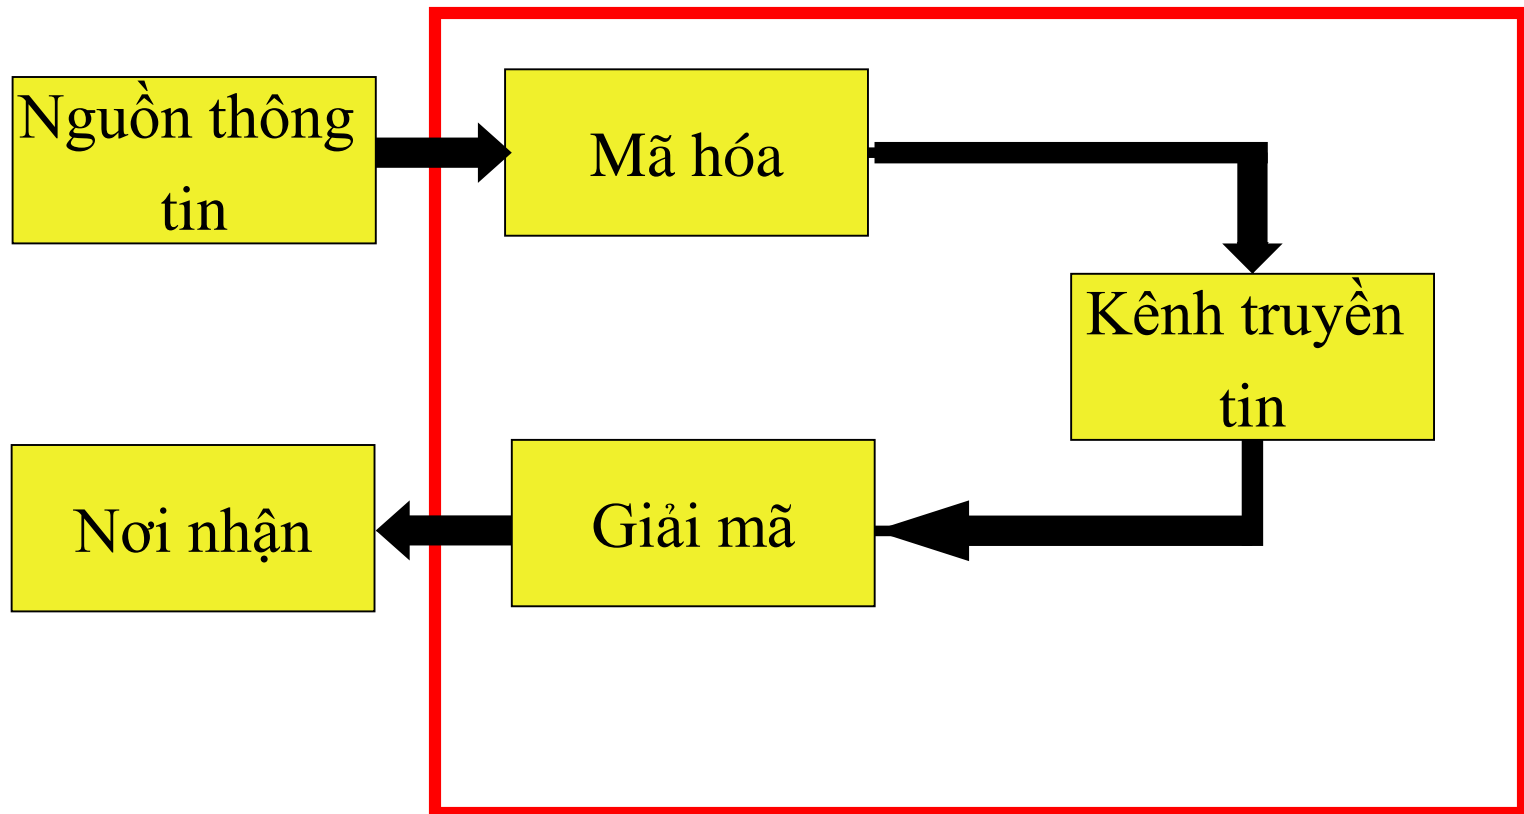 Nguồn thông
tin
Mã hóa
Kênh truyền
tin
Giải mã
Nơi nhận